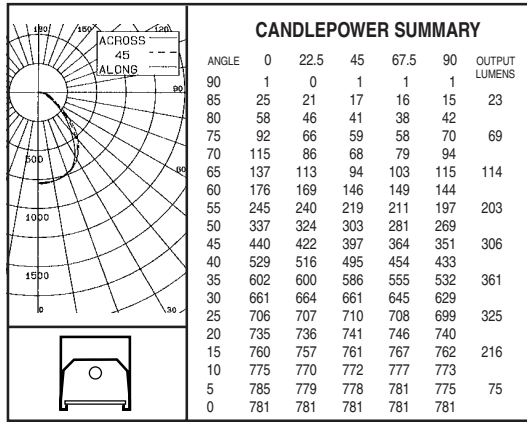 180 150 120
ACROSS
45
ALONG
90
500
60
1000
1500
0 30
CANDLEPOWER SUMMARY
ANGLE 0 22.5 45 67.5 90 OUTPUT
LUMENS
90 1 0 1 1 1
85 25 21 17 16 15 23
80 58 46 41 38 42
75 92 66 59 58 70 69
70 115 86 68 79 94
65 137 113 94 103 115 114
60 176 169 146 149 144
55 245 240 219 211 197 203
50 337 324 303 281 269
45 440 422 397 364 351 306
40 529 516 495 454 433
35 602 600 586 555 532 361
30 661 664 661 645 629
25 706 707 710 708 699 325
20 735 736 741 746 740
15 760 757 761 767 762 216
10 775 770 772 777 773
5 785 779 778 781 775 75
0 781 781 781 781 781